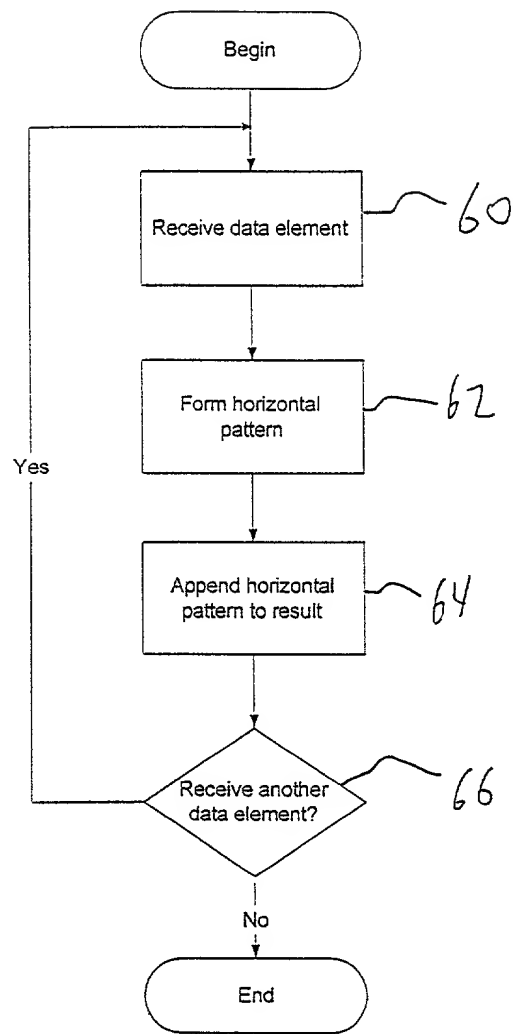 Begin
Receive data element
60
Form horizontal
pattern
62
Yes
Append horizontal
pattern to result
64
Receive another
data element?
66
No
End